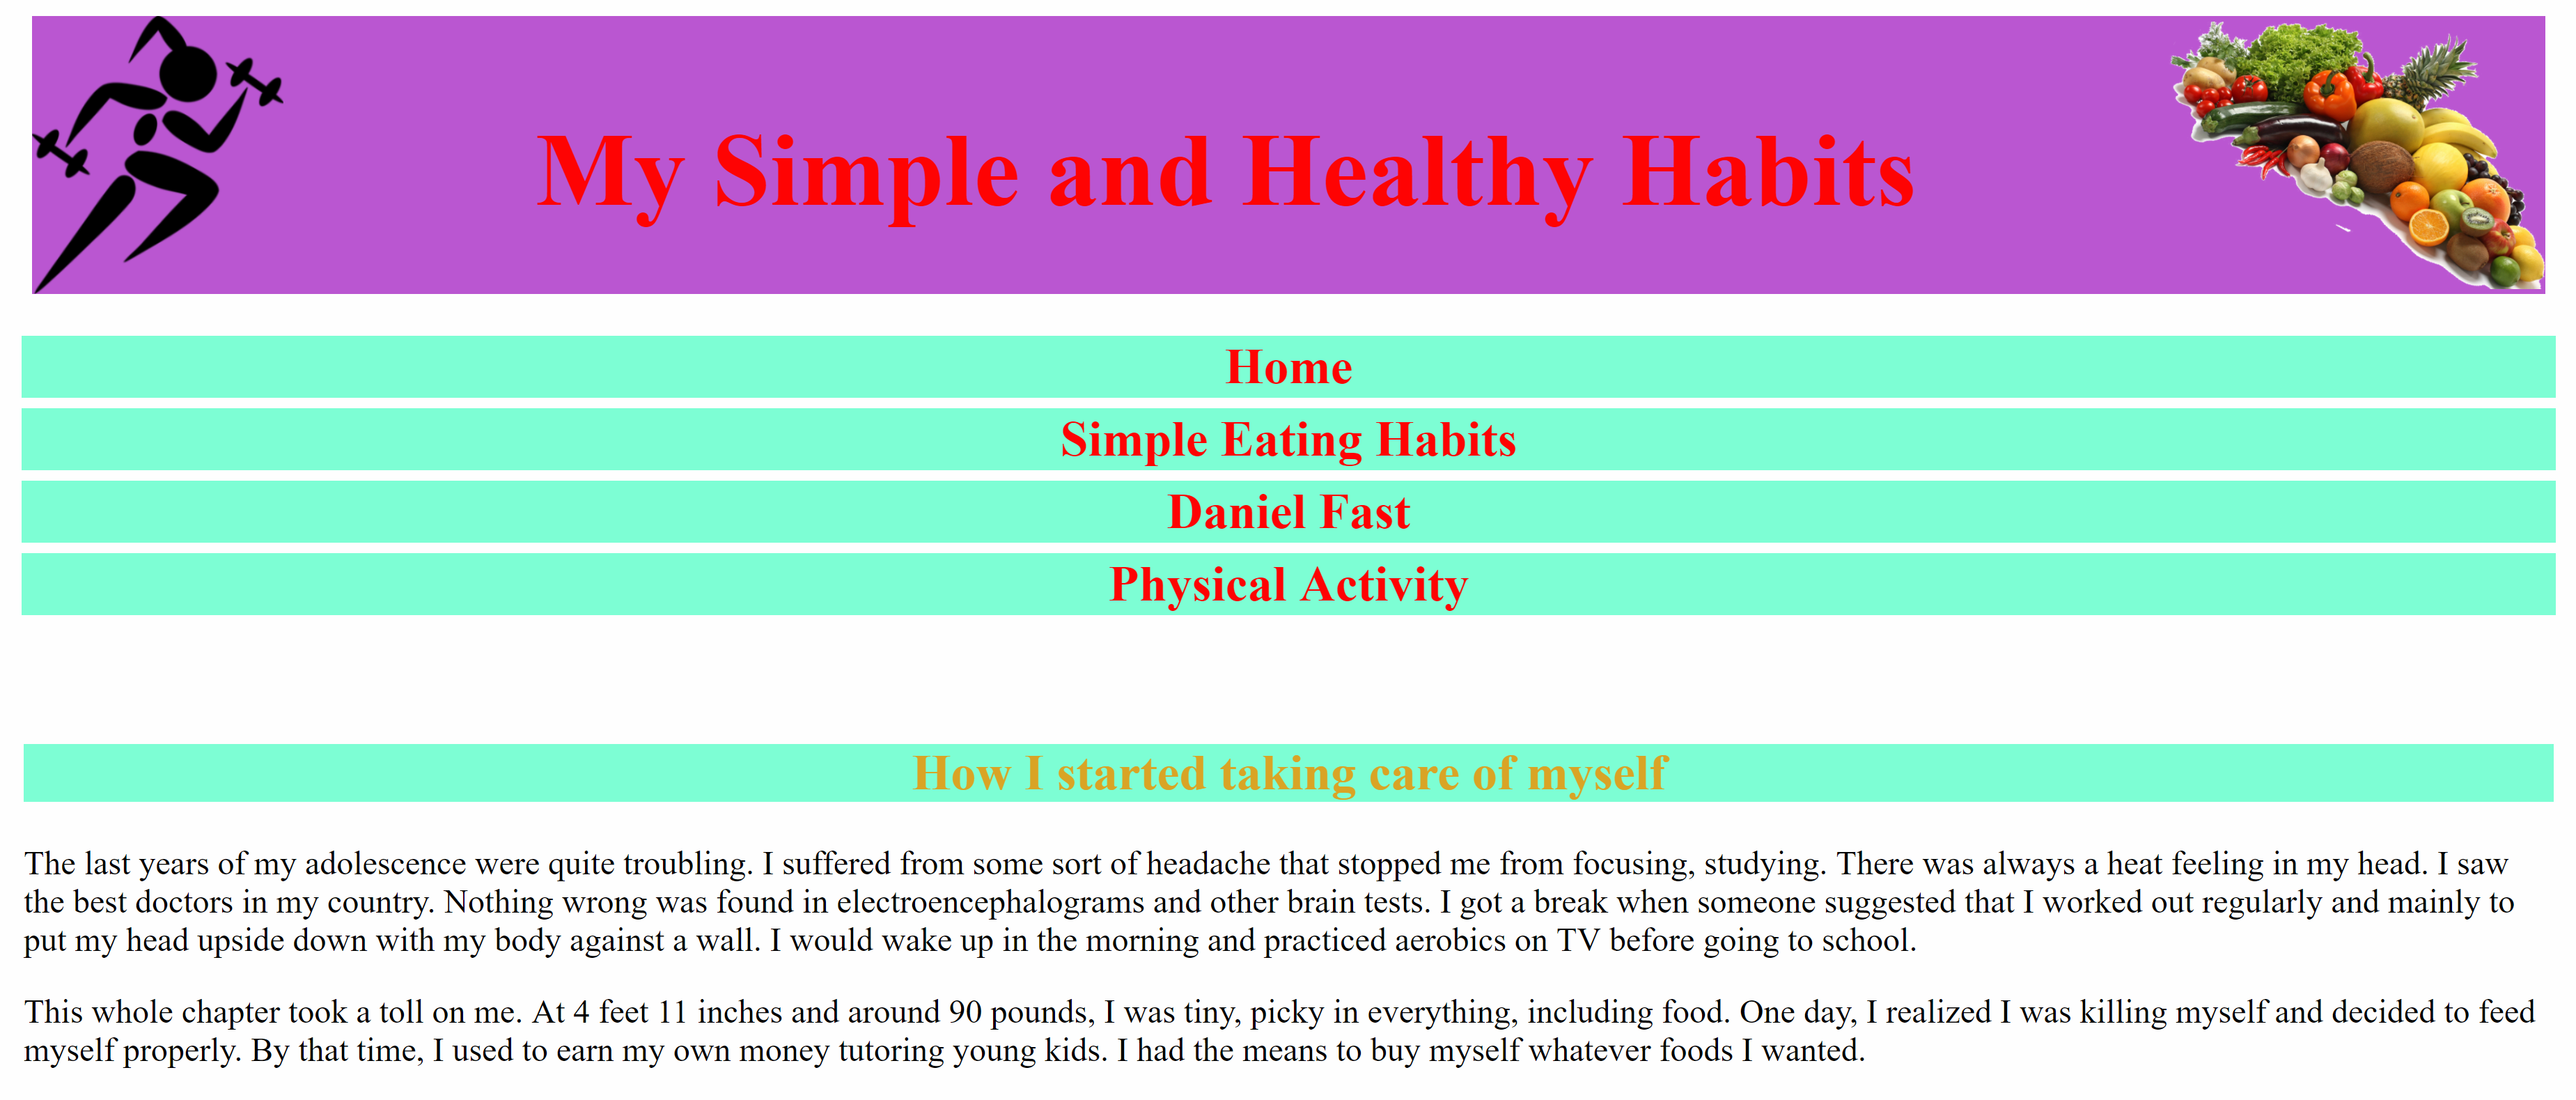 My Simple and Healthy Habits
Home
Simple Eating Habits
Daniel Fast
Physical Activity
How I started taking care of myself
The last years of my adolescence were quite troubling. I suffered from some sort of headache that stopped me from focusing, studying. There was always a heat feeling in my head. I saw
the best doctors in my country. Nothing wrong was found in electroencephalograms and other brain tests. I got a break when someone suggested that I worked out regularly and mainly to
put my head upside down with my body against a wall. I would wake up in the morning and practiced aerobics on TV before going to school.
This whole chapter took a toll on me. At 4 feet 11 inches and around 90 pounds, I was tiny, picky in everything, including food. One day, I realized I was killing myself and decided to feed
myself properly. By that time, I used to earn my own money tutoring young kids. I had the means to buy myself whatever foods I wanted.